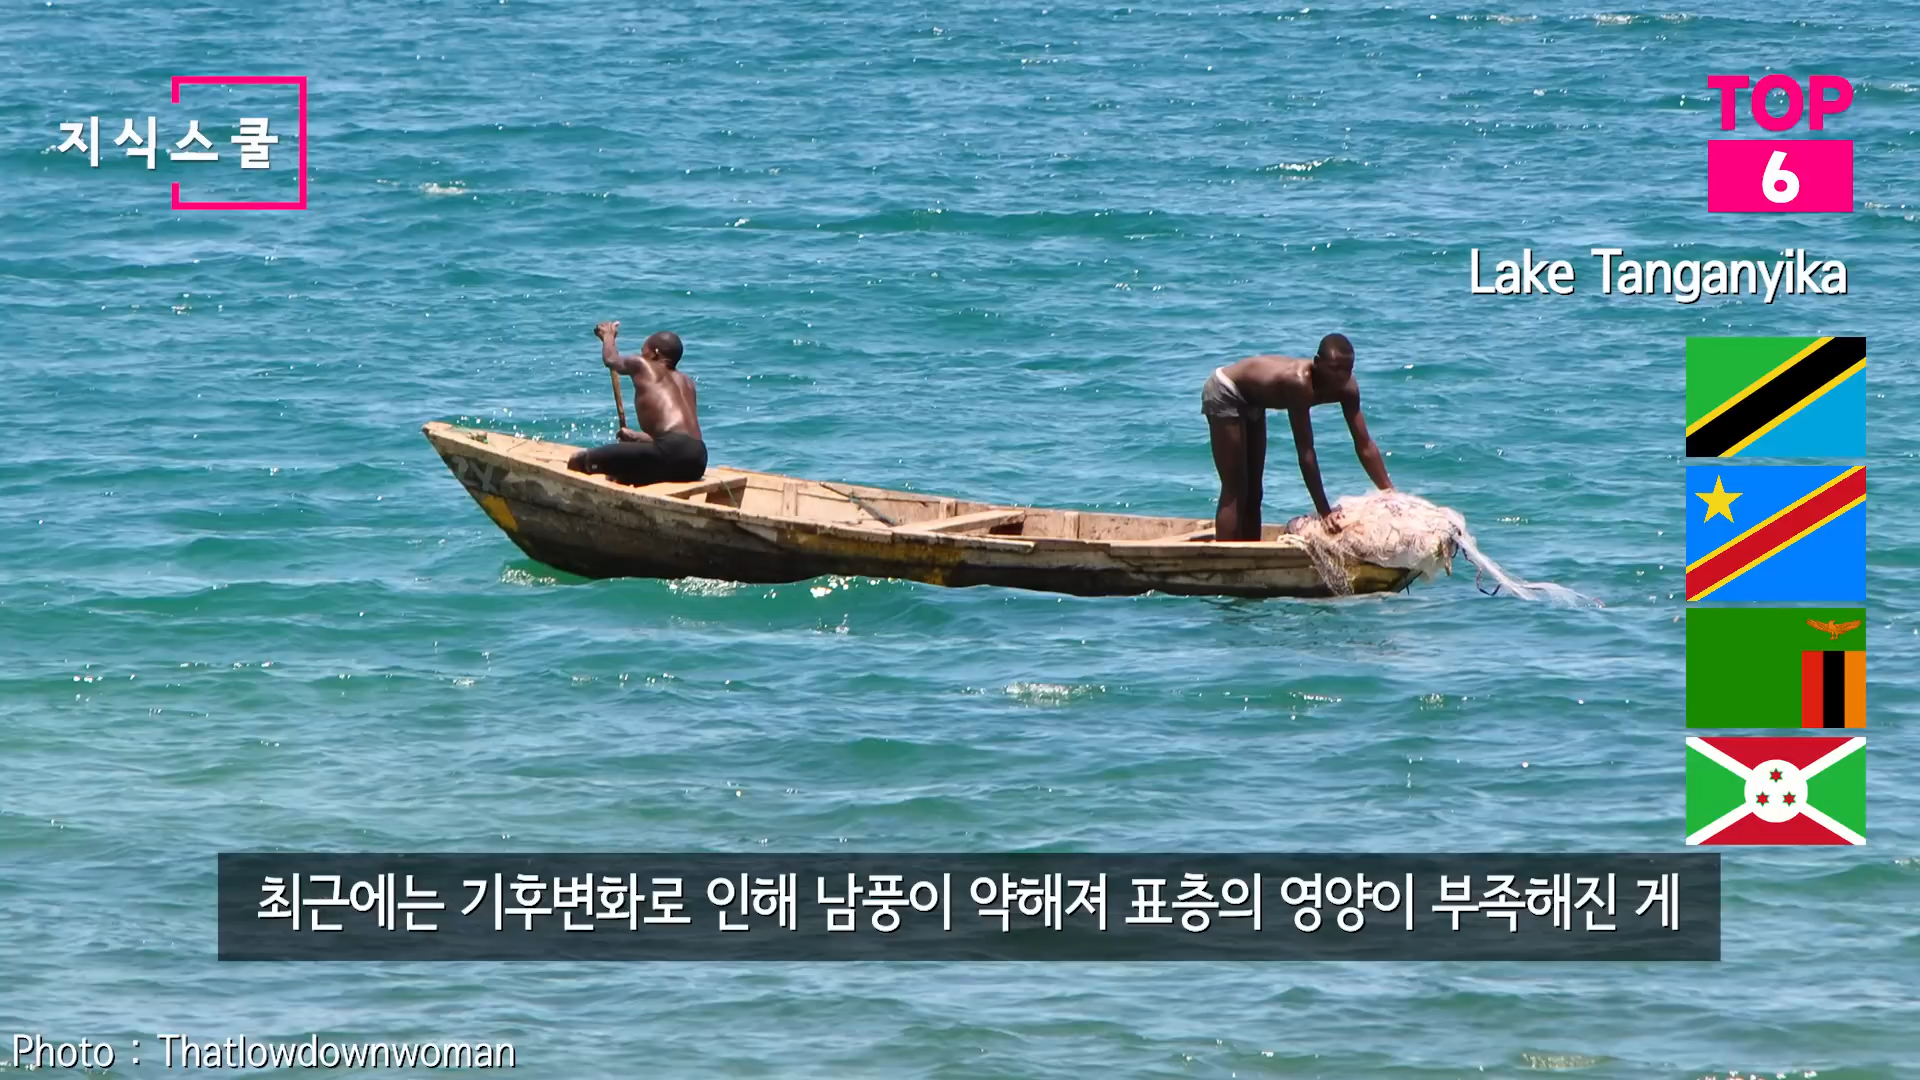 지식스쿨
TOP
6
Lake Tanganyika
최근에는 기후변화로 인해 남풍이 약해져 표층의 영양이 부족해진 게
Photo : Thatlowdownwoman